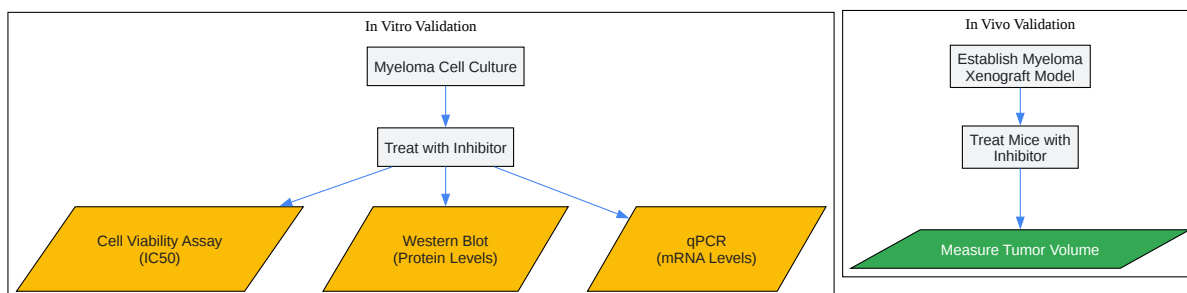 In Vitro Validation
Myeloma Cell Culture
Treat with Inhibitor
Cell Viability Assay
(IC50)
Western Blot
(Protein Levels)
qPCR
(mRNA Levels)
In Vivo Validation
Establish Myeloma
Xenograft Model
Treat Mice with
Inhibitor
Measure Tumor Volume